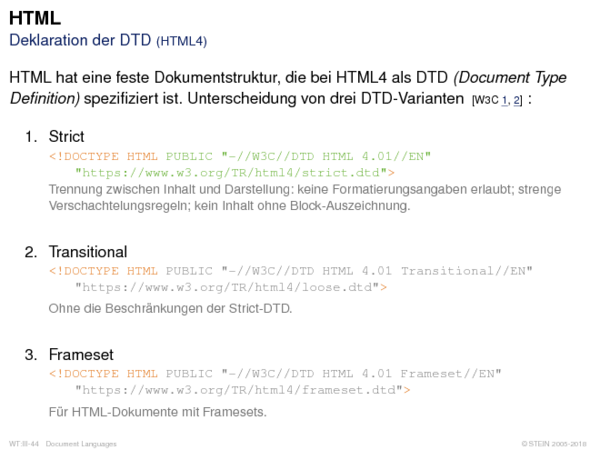 HTML
Deklaration der DTD (HTML4)
HTML hat eine feste Dokumentstruktur, die bei HTML4 als DTD (Document Type
Definition) spezifiziert ist. Unterscheidung von drei DTD-Varianten [W3C 1, 2] :
1. Strict
<!DOCTYPE HTML PUBLIC "-//W3C//DTD HTML 4.01//EN"
"https://www.w3.org/TR/html4/strict.dtd">
Trennung zwischen Inhalt und Darstellung: keine Formatierungsangaben erlaubt; strenge
Verschachtelungsregeln; kein Inhalt ohne Block-Auszeichnung.
2. Transitional
<!DOCTYPE HTML PUBLIC "-//W3C//DTD HTML 4.01 Transitional//EN"
"https://www.w3.org/TR/html4/loose.dtd">
Ohne die Beschränkungen der Strict-DTD.
3. Frameset
<!DOCTYPE HTML PUBLIC "-//W3C//DTD HTML 4.01 Frameset//EN"
"https://www.w3.org/TR/html4/frameset.dtd">
Für HTML-Dokumente mit Framesets.
WT:III-44 Document Languages © STEIN 2005-2018